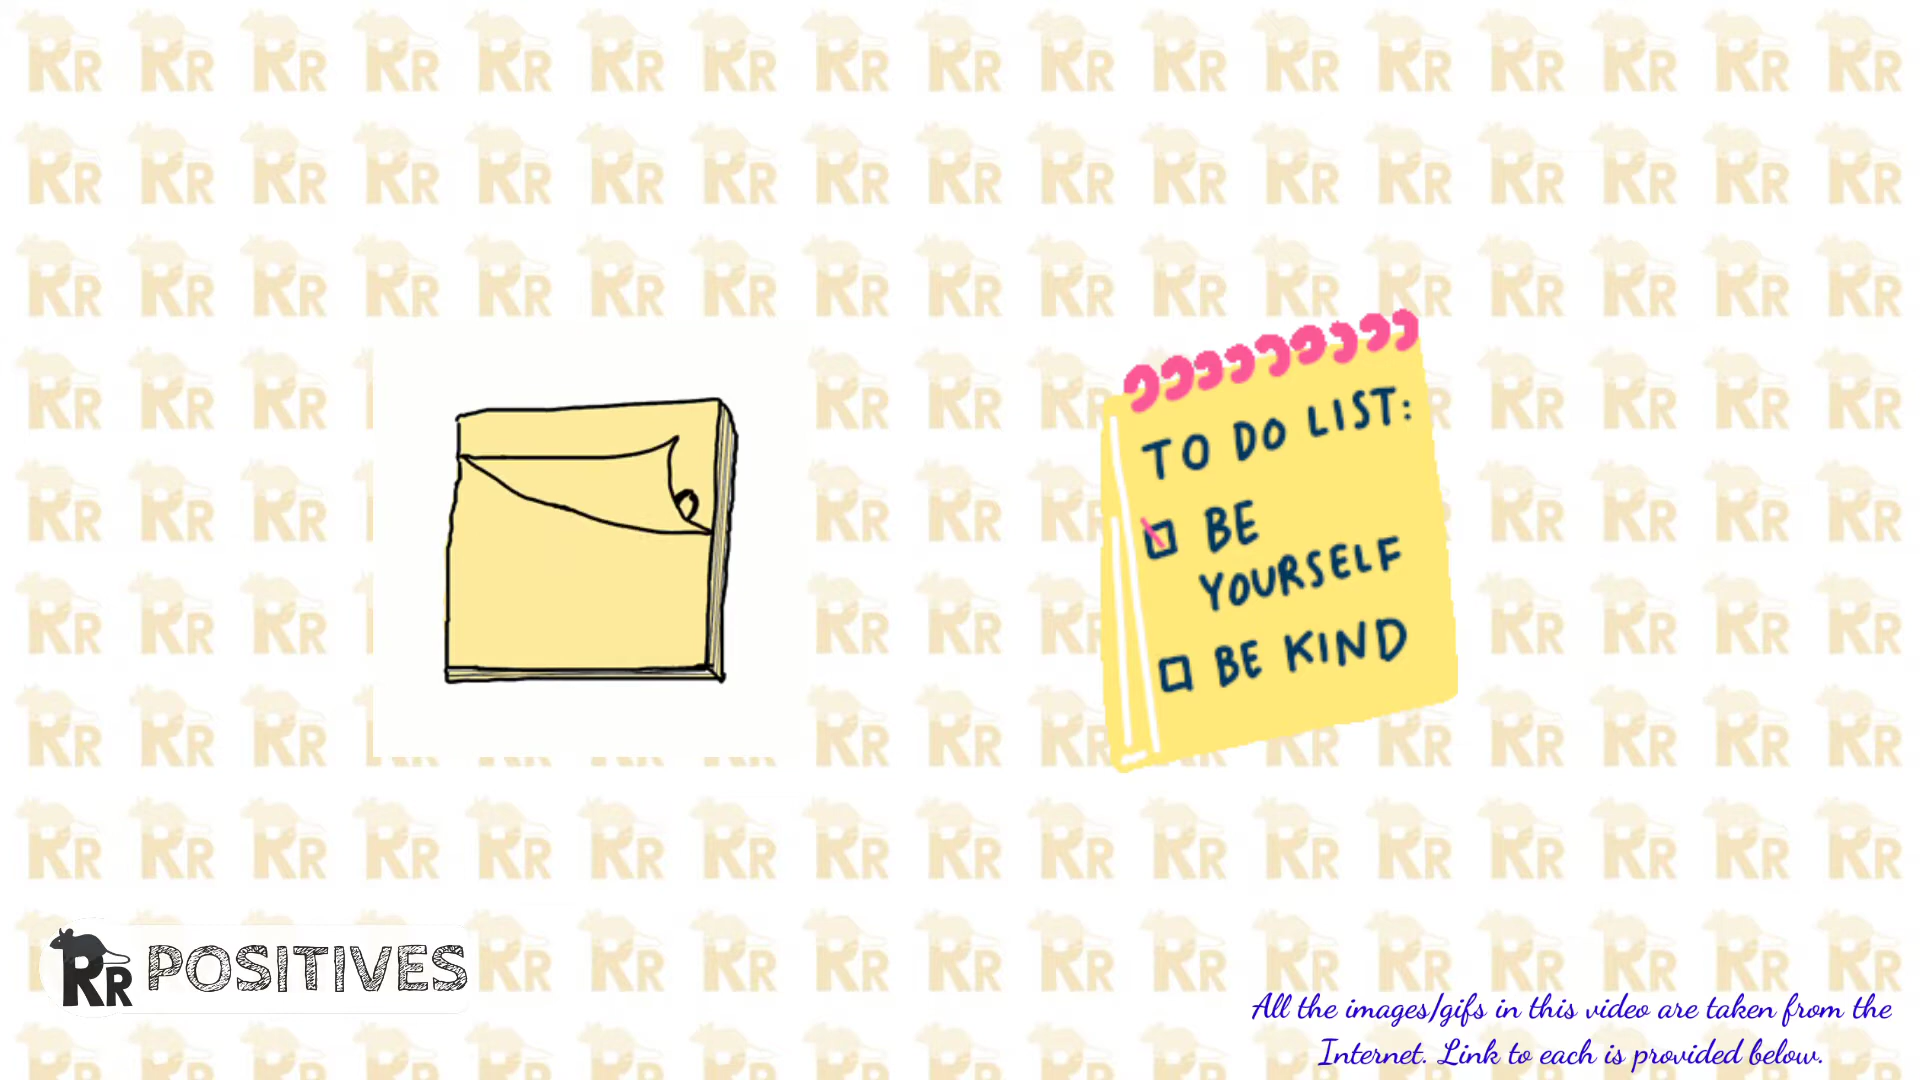 TO DO LIST:
BE
YOURSELF
BE KIND
RR POSITIVES
All the images/gifs in this video are taken from the
Internet. Link to each is provided below.